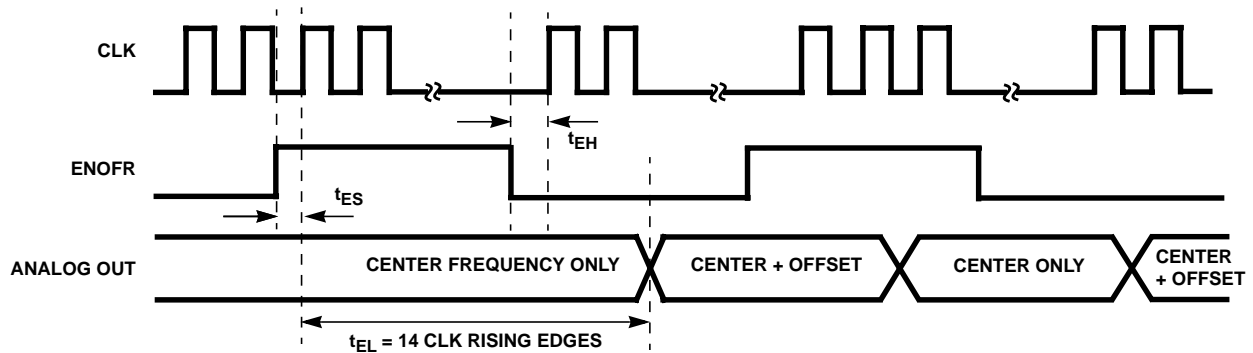 CLK
tEH
ENOFR
tES
ANALOG OUT
CENTER FREQUENCY ONLY
CENTER + OFFSET
CENTER ONLY
CENTER
+ OFFSET
tEL = 14 CLK RISING EDGES